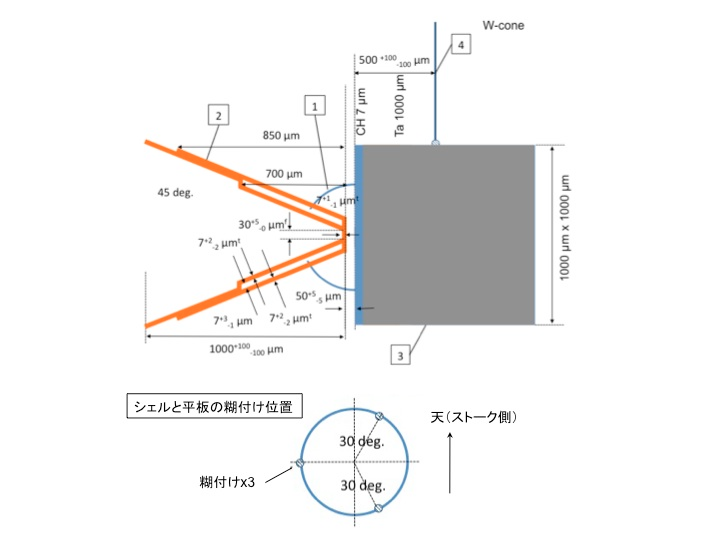 W-cone
4
500 +100 -100 μm
CH 7 μm
Ta 1000 μm
1
2
850 μm
700 μm
45 deg.
7+1 -1 μmᵗ
30+5 -0 μmᶠ
7+2 -2 μmᵗ
50+5 -5 μm
7+3 -1 μm
7+2 -2 μmᵗ
1000+100 -100 μm
1000 μm x 1000 μm
3
シェルと平板の糊付け位置
天(ストーク側)
30 deg.
30 deg.
糊付けx3